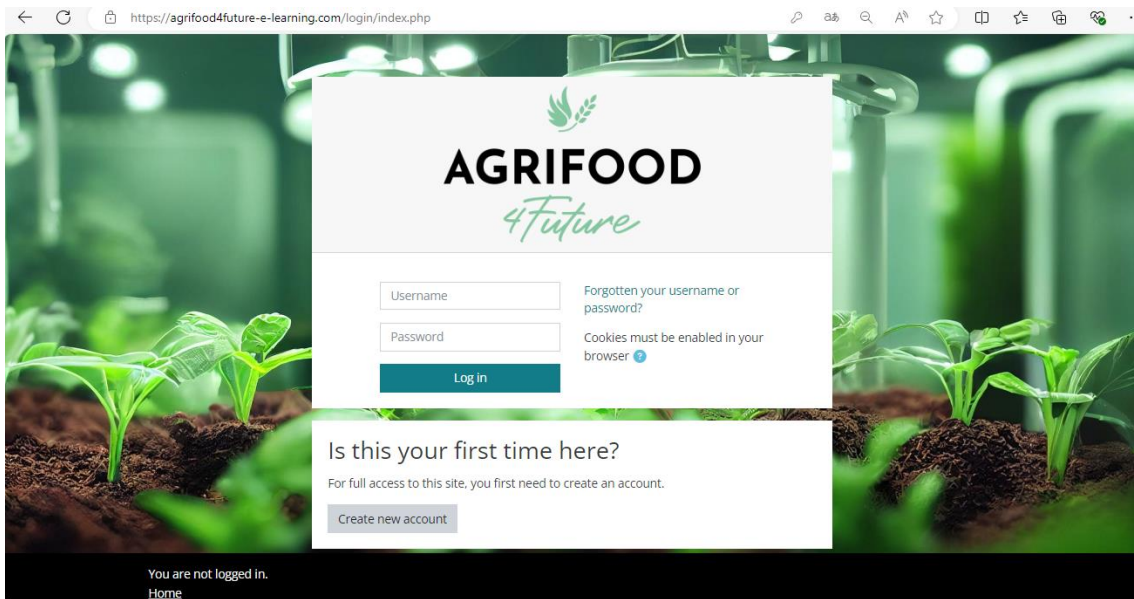 https://agrifood4future-e-learning.com/login/index.php
AGRIFOOD
4Future
Username
Password
Log in
Forgotten your username or
password?
Cookies must be enabled in your
browser
Is this your first time here?
For full access to this site, you first need to create an account.
Create new account
You are not logged in.
Home